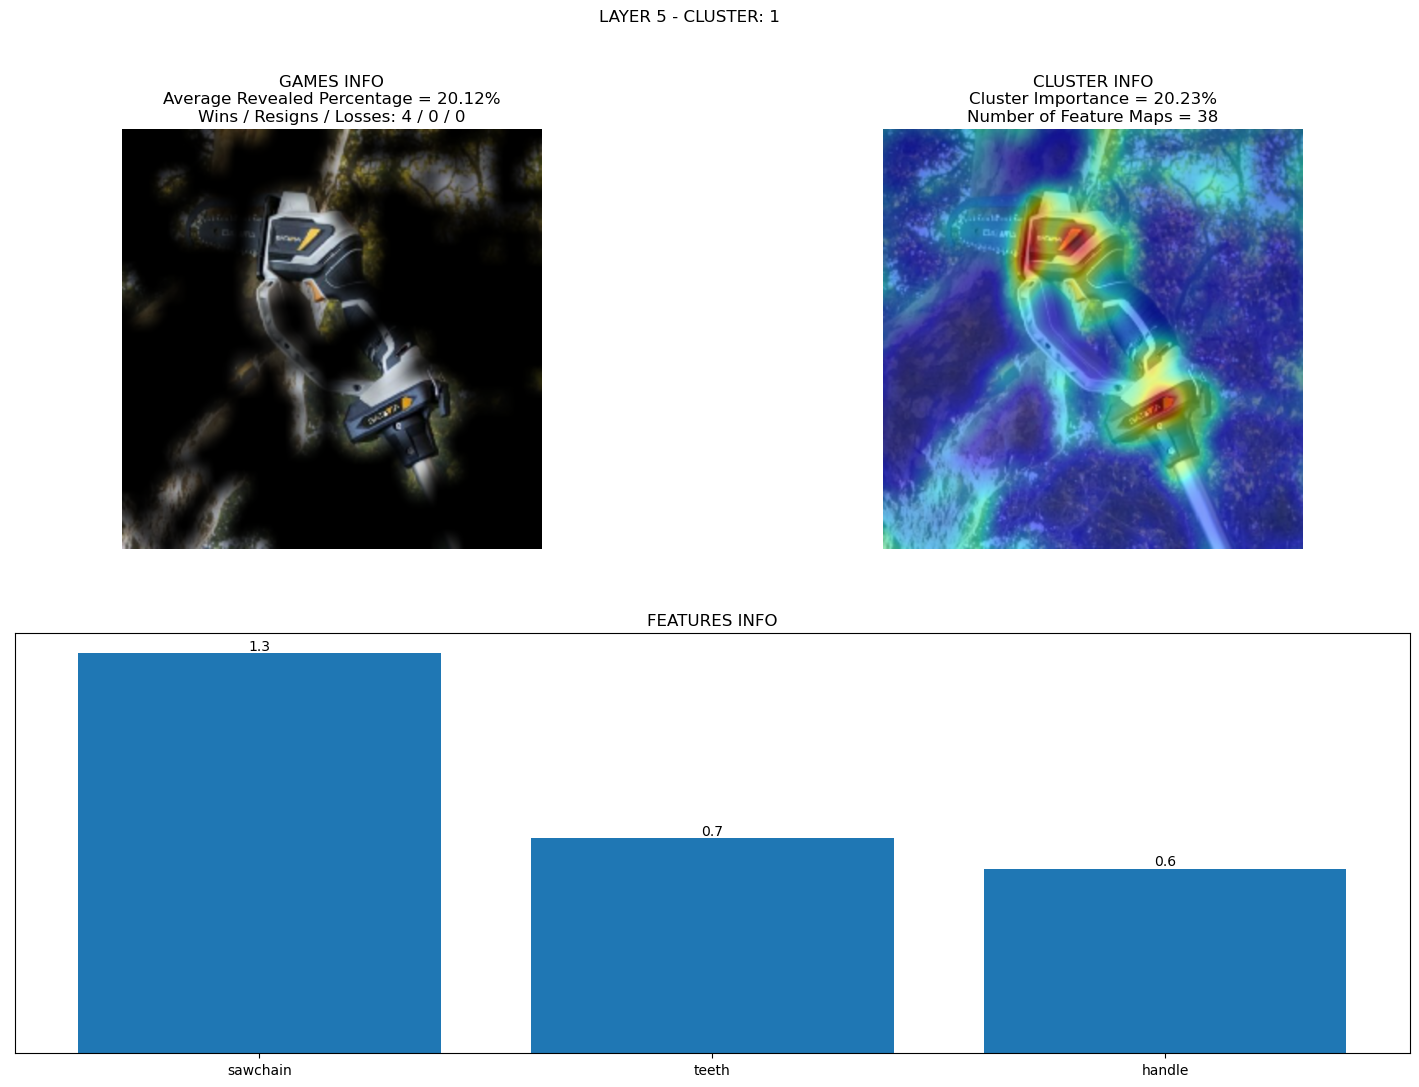 LAYER 5 - CLUSTER: 1
GAMES INFO
Average Revealed Percentage = 20.12%
Wins / Resigns / Losses: 4 / 0 / 0
CLUSTER INFO
Cluster Importance = 20.23%
Number of Feature Maps = 38
FEATURES INFO
1.3
0.7
0.6
sawchain
teeth
handle